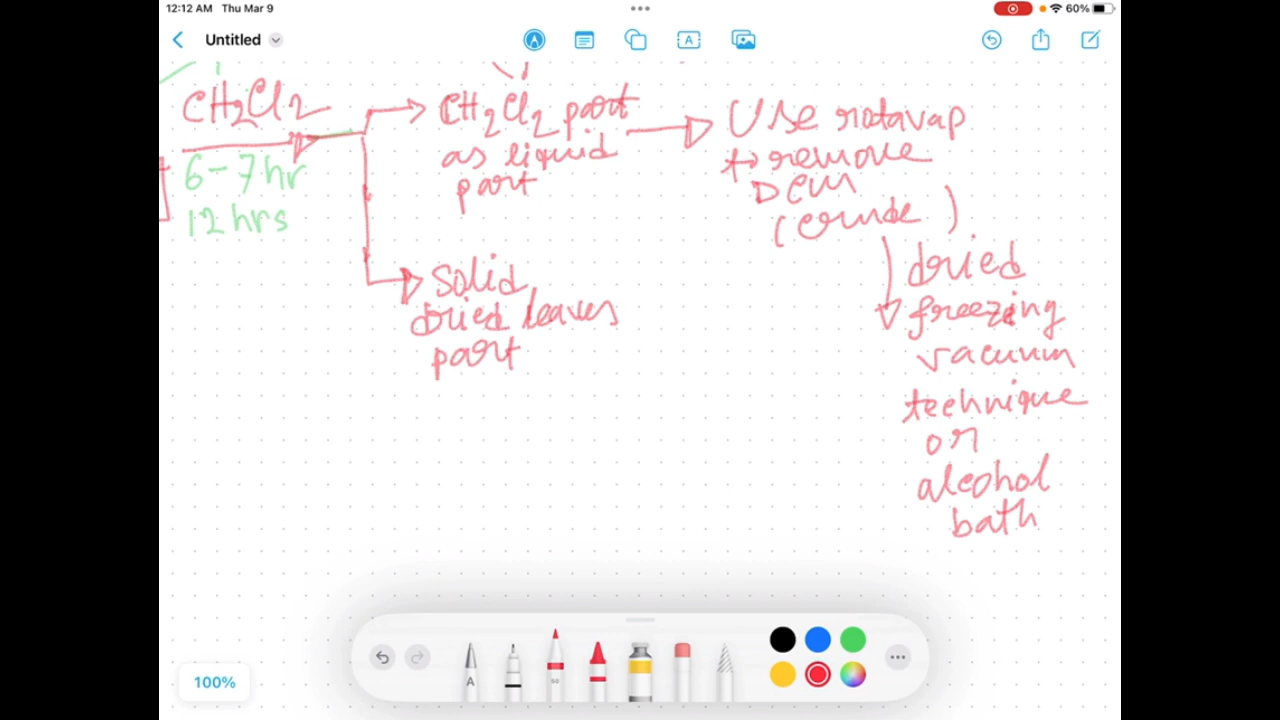 12:12 AM Thu Mar 9
60%
Untitled
CH2Cl2
6-7 hr
12 hrs
CH2Cl2 part
as liquid
part
Use rotavap
to remove
DCM
(crude)
Solid
dried leaves
part
dried
freezing
vacuum
technique
or
alcohol
bath
A
50
100%